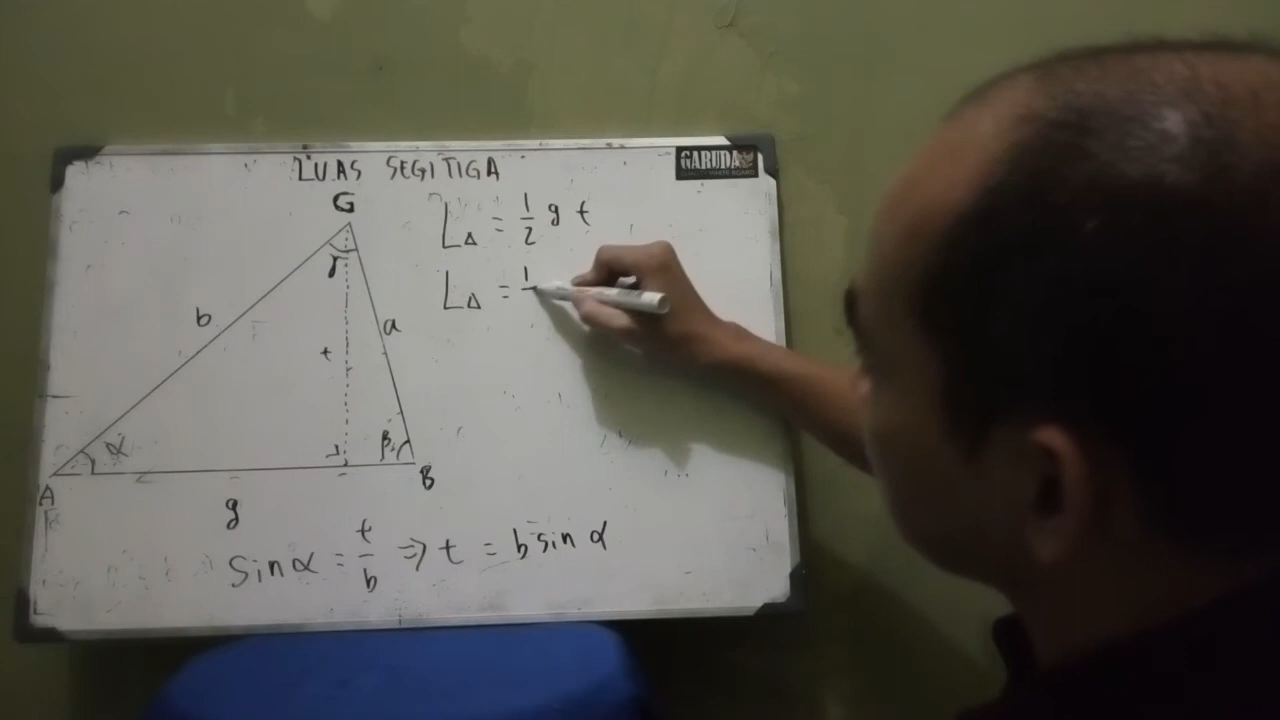 LUAS SEGITIGA
GARUDA
G
L△ = 1/2 g t
γ
L△ = 1
b
a
t
α
β
A
B
g
sin α = t/b ⇒ t = b sin α